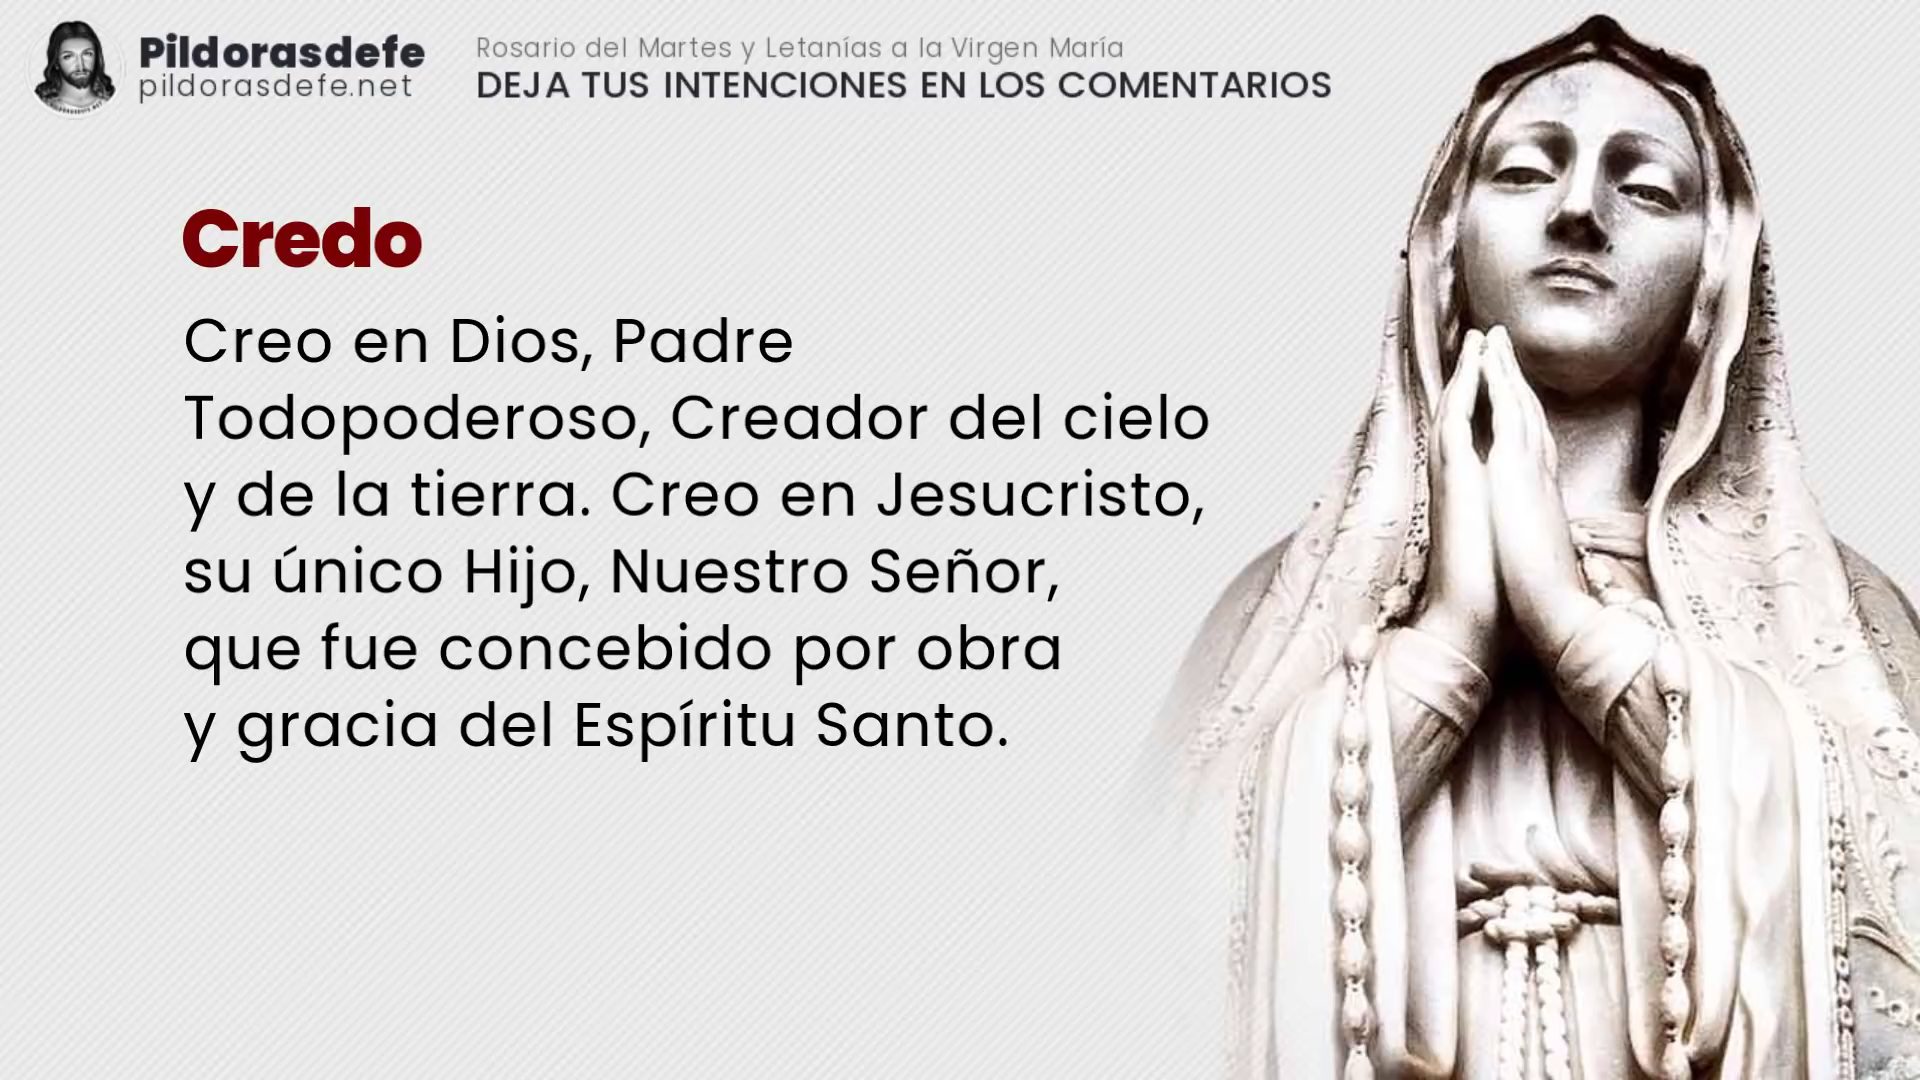 Pildorasdefe
pildorasdefe.net
Rosario del Martes y Letanías a la Virgen María
DEJA TUS INTENCIONES EN LOS COMENTARIOS
Credo
Creo en Dios, Padre
Todopoderoso, Creador del cielo
y de la tierra. Creo en Jesucristo,
su único Hijo, Nuestro Señor,
que fue concebido por obra
y gracia del Espíritu Santo.